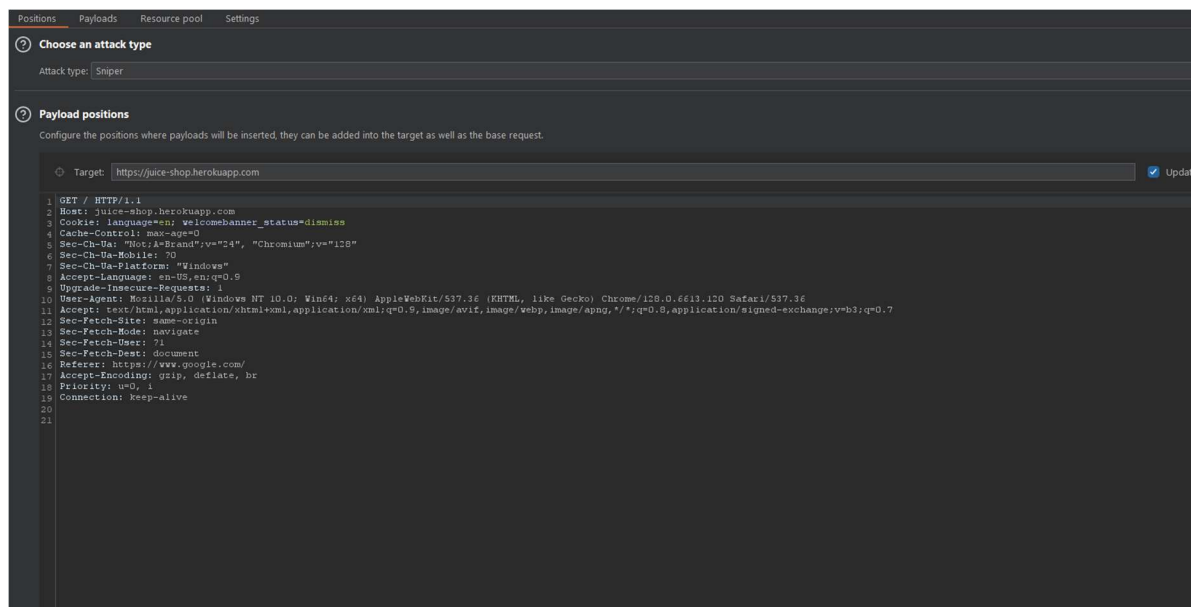 Positions Payloads Resource pool Settings
Choose an attack type
Attack type: Sniper
Payload positions
Configure the positions where payloads will be inserted, they can be added into the target as well as the base request.
Target: https://juice-shop.herokuapp.com Updat
1 GET / HTTP/1.1
2 Host: juice-shop.herokuapp.com
3 Cookie: language=en; welcomebanner_status=dismiss
4 Cache-Control: max-age=0
5 Sec-Ch-Ua: "Not;A=Brand";v="24", "Chromium";v="128"
6 Sec-Ch-Ua-Mobile: ?0
7 Sec-Ch-Ua-Platform: "Windows"
8 Accept-Language: en-US,en;q=0.9
9 Upgrade-Insecure-Requests: 1
10 User-Agent: Mozilla/5.0 (Windows NT 10.0; Win64; x64) AppleWebKit/537.36 (KHTML, like Gecko) Chrome/128.0.6613.120 Safari/537.36
11 Accept: text/html,application/xhtml+xml,application/xml;q=0.9,image/avif,image/webp,image/apng,*/*;q=0.8,application/signed-exchange;v=b3;q=0.7
12 Sec-Fetch-Site: same-origin
13 Sec-Fetch-Mode: navigate
14 Sec-Fetch-User: ?1
15 Sec-Fetch-Dest: document
16 Referer: https://www.google.com/
17 Accept-Encoding: gzip, deflate, br
18 Priority: u=0, i
19 Connection: keep-alive
20
21